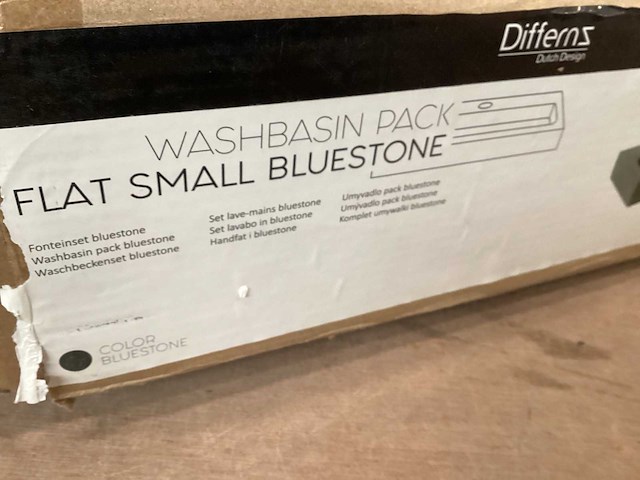 Differnz
Dutch Design
WASHBASIN PACK
FLAT SMALL BLUESTONE
Fonteinset bluestone
Washbasin pack bluestone
Waschbeckenset bluestone
Set lave-mains bluestone
Set lavabo in bluestone
Handfat i bluestone
Umyvadlo pack bluestone
Umývadlo pack bluestone
Komplet umywalki bluestone
COLOR
BLUESTONE